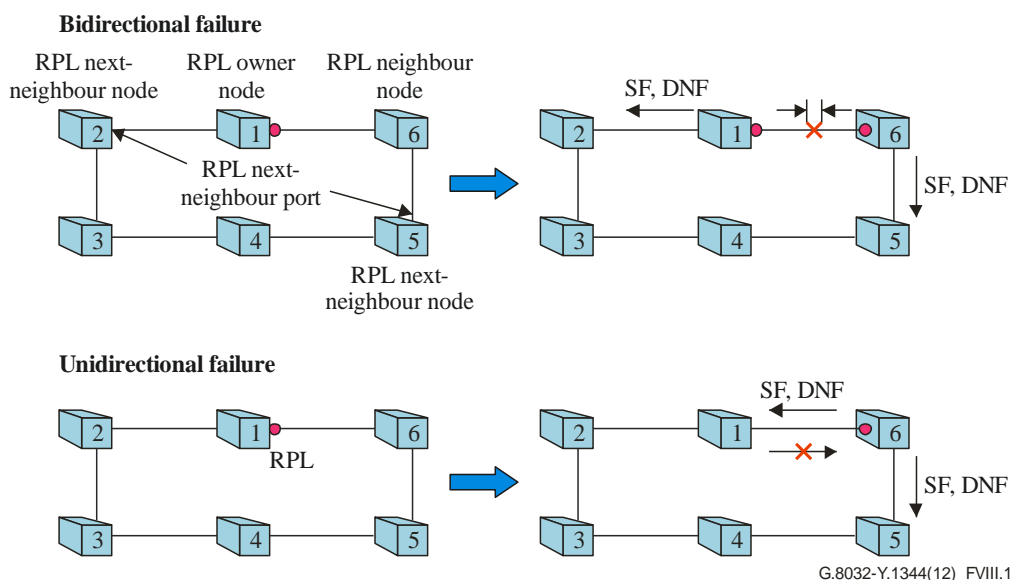 Bidirectional failure
RPL next-
neighbour node
RPL owner
node
RPL neighbour
node
SF, DNF
2
1
6
2
1
6
RPL next-
neighbour port
SF, DNF
3
4
5
3
4
5
RPL next-
neighbour node
Unidirectional failure
SF, DNF
2
1
6
2
1
6
RPL
SF, DNF
3
4
5
3
4
5
G.8032-Y.1344(12)_FVIII.1